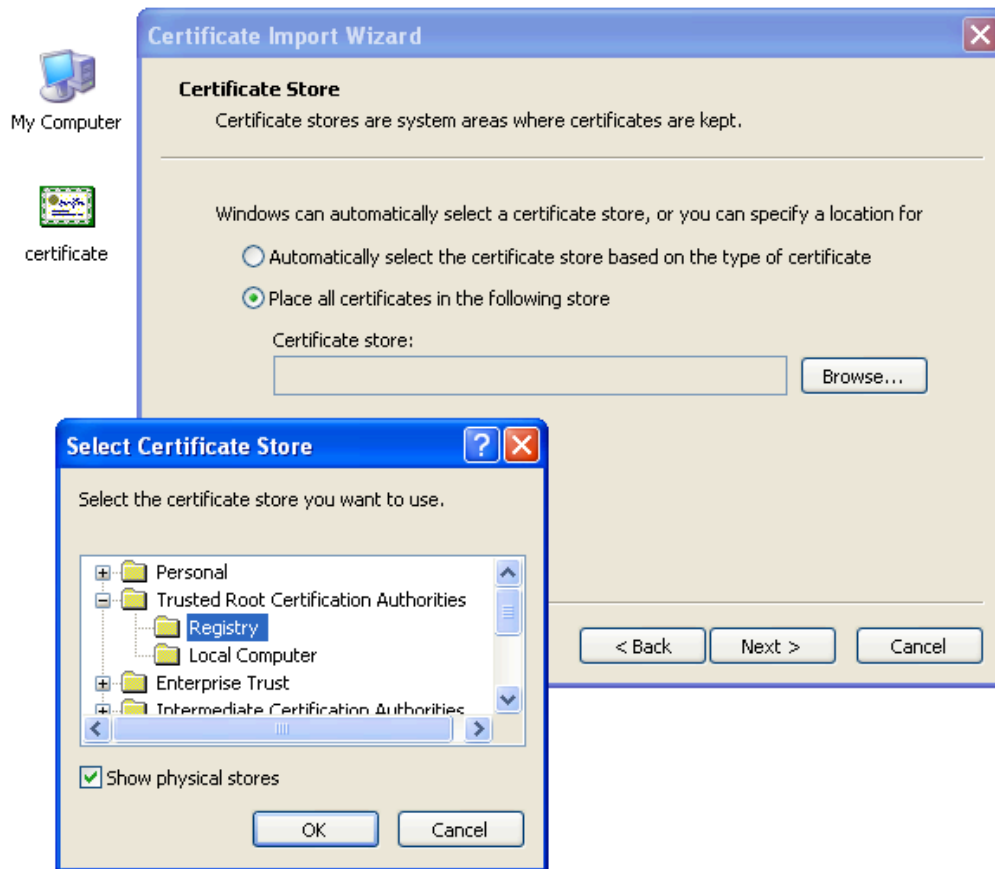 Certificate Import Wizard
My Computer
certificate
Certificate Store
Certificate stores are system areas where certificates are kept.
Windows can automatically select a certificate store, or you can specify a location for
Automatically select the certificate store based on the type of certificate
Place all certificates in the following store
Certificate store:
Browse...
Select Certificate Store
Select the certificate store you want to use.
Personal
Trusted Root Certification Authorities
Registry
Local Computer
Enterprise Trust
Intermediate Certification Authorities
Show physical stores
OK Cancel
< Back Next > Cancel